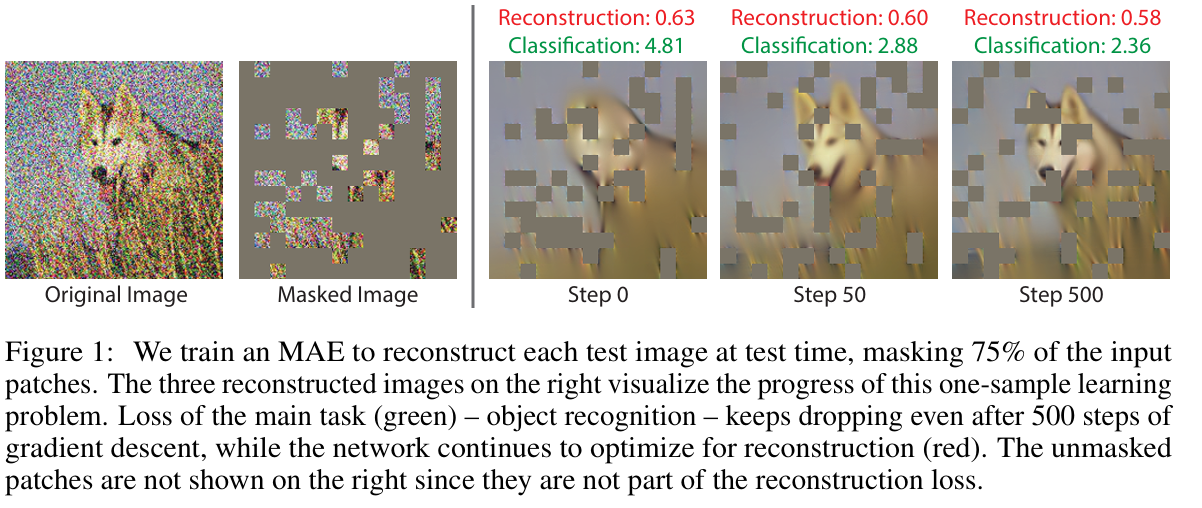 Reconstruction: 0.63 Reconstruction: 0.60 Reconstruction: 0.58
Classification: 4.81 Classification: 2.88 Classification: 2.36
Original Image Masked Image Step 0 Step 50 Step 500
Figure 1: We train an MAE to reconstruct each test image at test time, masking 75% of the input
patches. The three reconstructed images on the right visualize the progress of this one-sample learning
problem. Loss of the main task (green) – object recognition – keeps dropping even after 500 steps of
gradient descent, while the network continues to optimize for reconstruction (red). The unmasked
patches are not shown on the right since they are not part of the reconstruction loss.